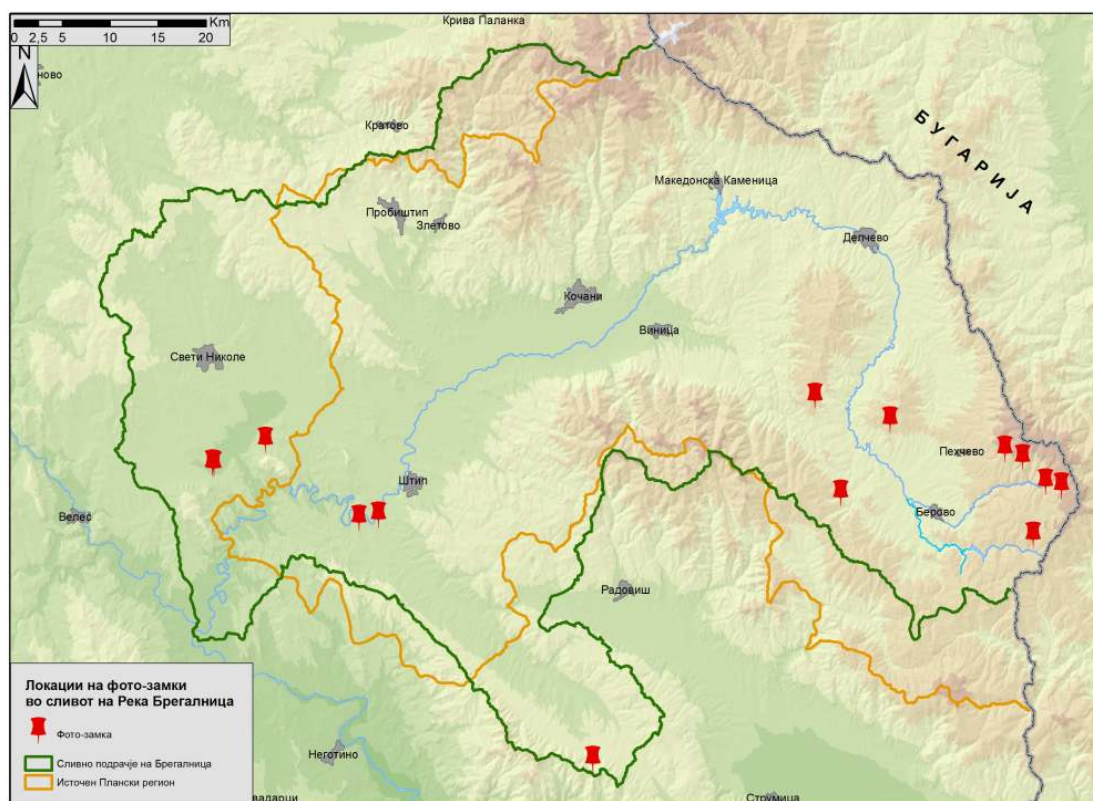 Km
0 2,5 5 10 15 20
N
Крива Паланка
Кратово
БУГАРИЈА
Македонска Каменица
Пробиштип
Злетово
Делчево
Кочани
Виница
Свети Николе
Пехчево
Штип
Велес
Берово
Радовиш
Локации на фото-замки
во сливот на Река Брегалница
Фото-замка
Сливно подрачје на Брегалница
Источен Плански регион
Неготино
Струмица